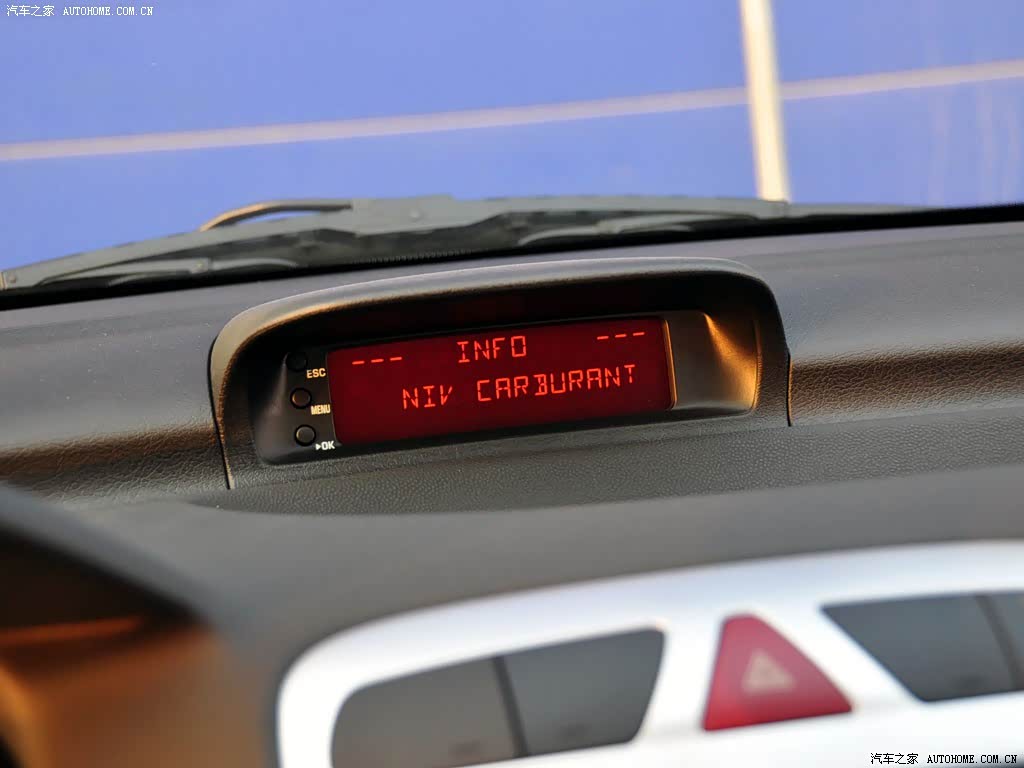 汽车之家 AUTOHOME.COM.CN
--- INFO ---
NIV CARBURANT
ESC
MENU
▸OK
汽车之家 AUTOHOME.COM.CN